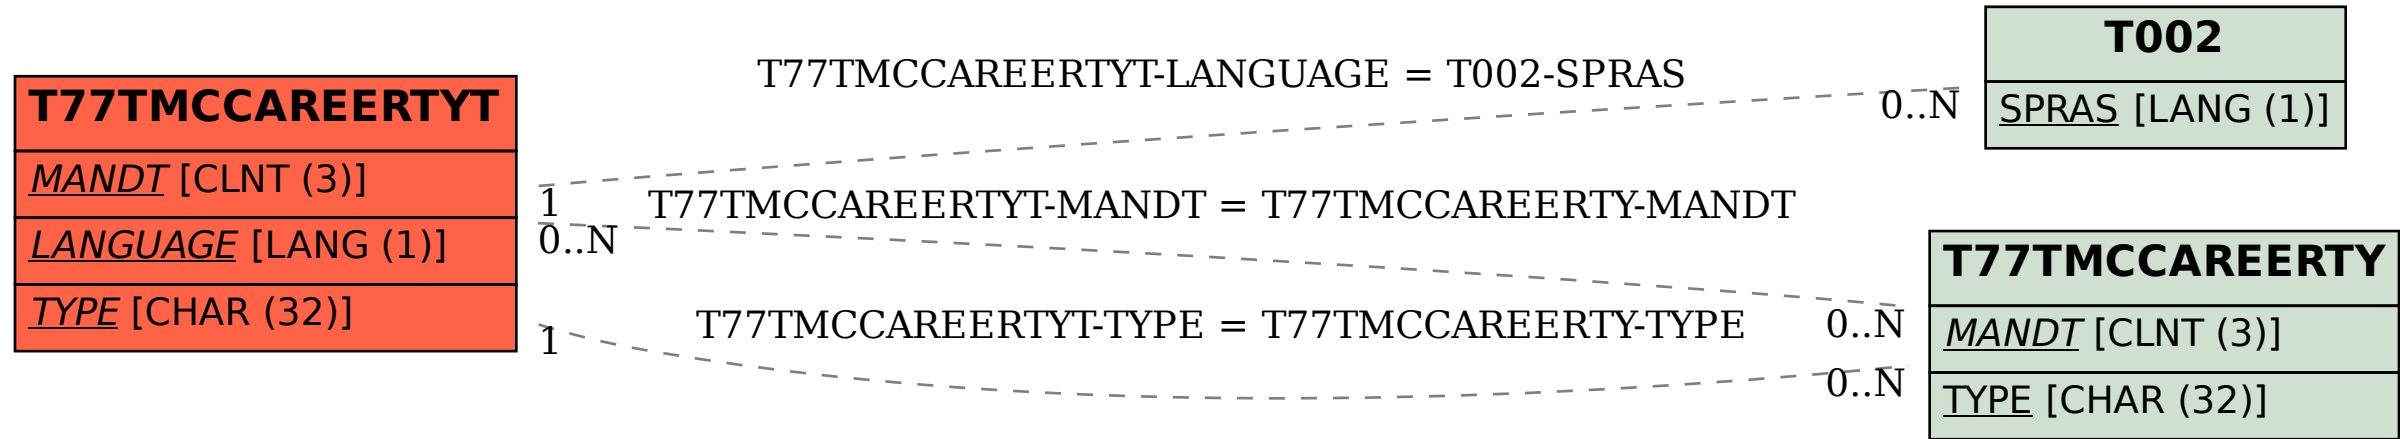 T77TMCCAREERTYT
MANDT [CLNT (3)]
LANGUAGE [LANG (1)]
TYPE [CHAR (32)]
T77TMCCAREERTYT-LANGUAGE = T002-SPRAS
1
0..N
T77TMCCAREERTYT-MANDT = T77TMCCAREERTY-MANDT
0..N
0..N
T77TMCCAREERTYT-TYPE = T77TMCCAREERTY-TYPE
1
0..N
T002
SPRAS [LANG (1)]
T77TMCCAREERTY
MANDT [CLNT (3)]
TYPE [CHAR (32)]